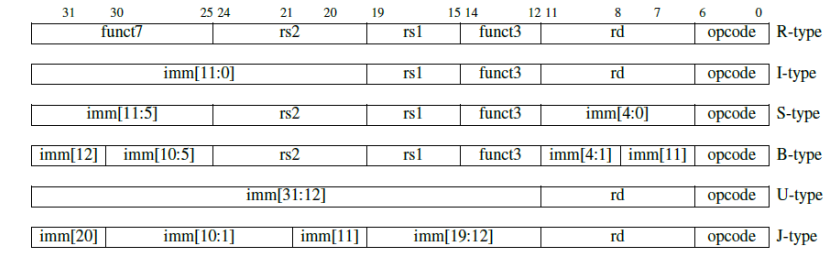 31 30 25 24 21 20 19 15 14 12 11 8 7 6 0
funct7 rs2 rs1 funct3 rd opcode R-type
imm[11:0] rs1 funct3 rd opcode I-type
imm[11:5] rs2 rs1 funct3 imm[4:0] opcode S-type
imm[12] imm[10:5] rs2 rs1 funct3 imm[4:1] imm[11] opcode B-type
imm[31:12] rd opcode U-type
imm[20] imm[10:1] imm[11] imm[19:12] rd opcode J-type